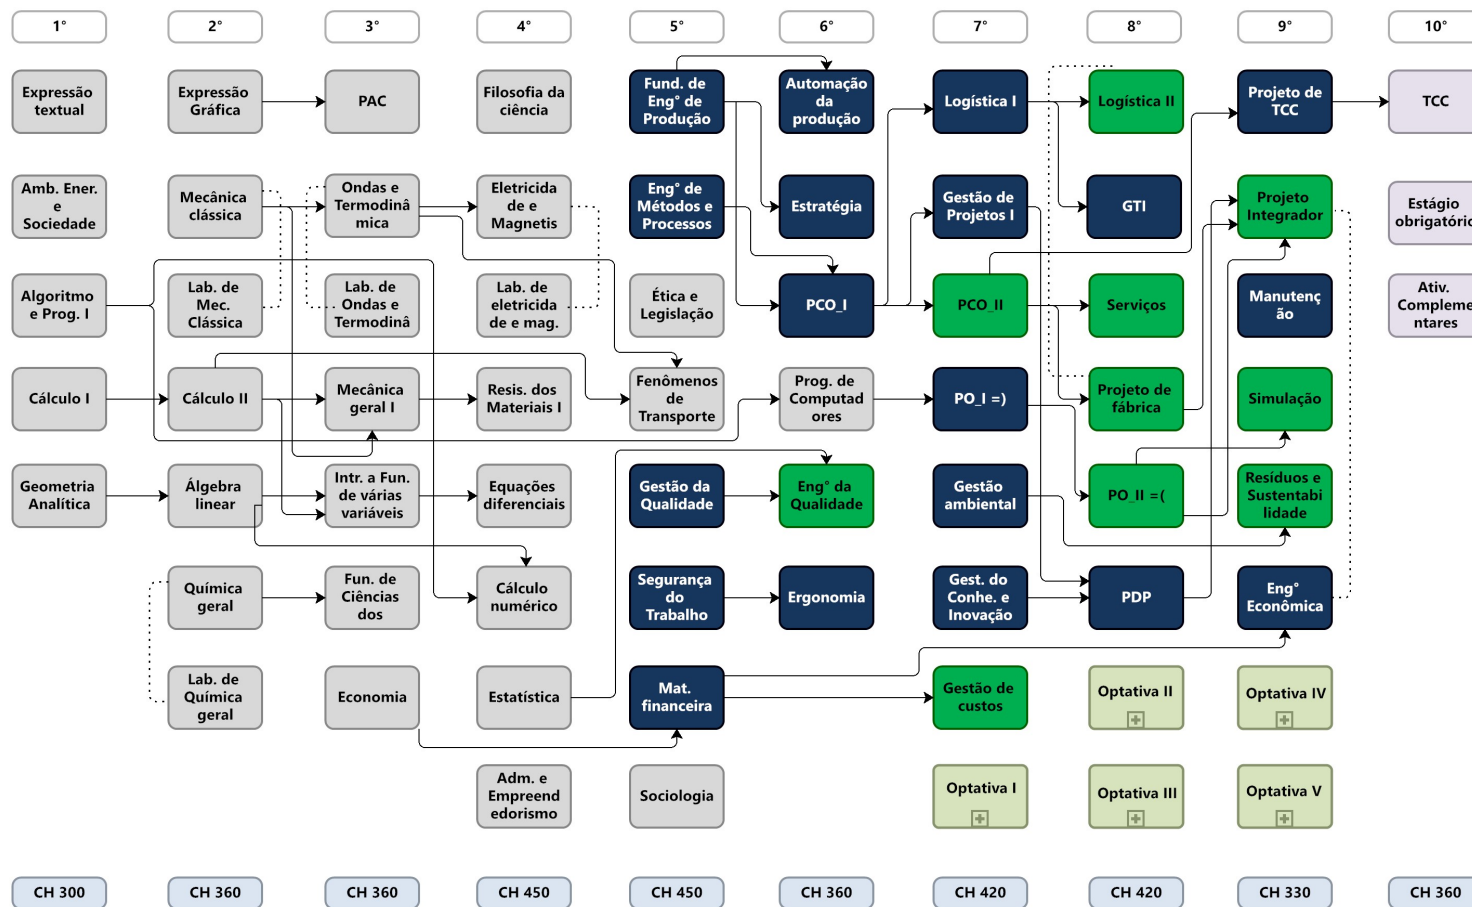 1°
2°
3°
4°
5°
6°
7°
8°
9°
10°
Expressão
textual
Expressão
Gráfica
PAC
Filosofia da
ciência
Fund. de
Eng° de
Produção
Automação
da
produção
Logística I
Logística II
Projeto de
TCC
TCC
Amb. Ener.
e
Sociedade
Mecânica
clássica
Ondas e
Termodinâ
mica
Eletricida
de e
Magnetis
Eng° de
Métodos e
Processos
Estratégia
Gestão de
Projetos I
GTI
Projeto
Integrador
Estágio
obrigatóric
Algoritmo
e Prog. I
Lab. de
Mec.
Clássica
Lab. de
Ondas e
Termodinâ
Lab. de
eletricida
de e mag.
Ética e
Legislação
PCO_I
PCO_II
Serviços
Manutenç
ão
Ativ.
Compleme
ntares
Cálculo I
Cálculo II
Mecânica
geral I
Resis. dos
Materiais I
Fenômenos
de
Transporte
Prog. de
Computad
ores
PO_I =)
Projeto de
fábrica
Simulação
Geometria
Analítica
Álgebra
linear
Intr. a Fun.
de várias
variáveis
Equações
diferenciais
Gestão da
Qualidade
Eng° da
Qualidade
Gestão
ambiental
PO_II =(
Resíduos e
Sustentabi
lidade
Química
geral
Fun. de
Ciências
dos
Cálculo
numérico
Segurança
do
Trabalho
Ergonomia
Gest. do
Conhe. e
Inovação
PDP
Eng°
Econômica
Lab. de
Química
geral
Economia
Estatística
Mat.
financeira
Gestão de
custos
Optativa II
Optativa IV
Adm. e
Empreend
edorismo
Sociologia
Optativa I
Optativa III
Optativa V
CH 300
CH 360
CH 360
CH 450
CH 450
CH 360
CH 420
CH 420
CH 330
CH 360